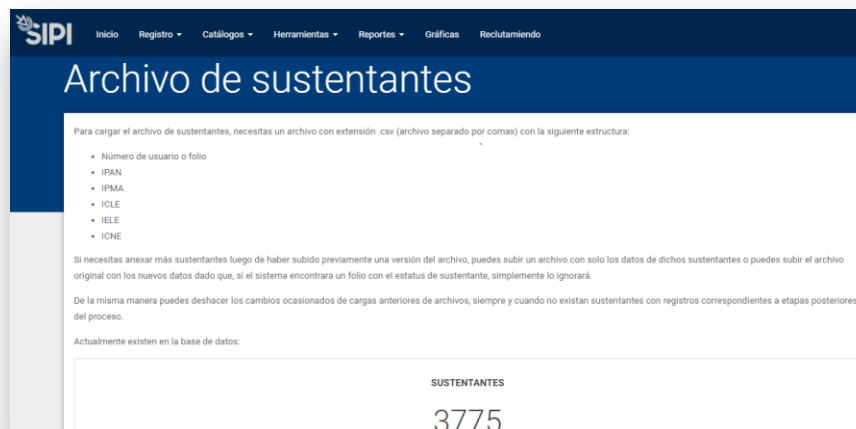 SIPI Inicio Registro Catálogos Herramientas Reportes Gráficas Reclutamiendo
Archivo de sustentantes
Para cargar el archivo de sustentantes, necesitas un archivo con extensión .csv (archivo separado por comas) con la siguiente estructura:
Número de usuario o folio
IPAN
IPMA
ICLE
IELE
ICNE
Si necesitas anexar más sustentantes luego de haber subido previamente una versión del archivo, puedes subir un archivo con solo los datos de dichos sustentantes o puedes subir el archivo
original con los nuevos datos dado que, si el sistema encontrara un folio con el estatus de sustentante, simplemente lo ignorará.
De la misma manera puedes deshacer los cambios ocasionados de cargas anteriores de archivos, siempre y cuando no existan sustentantes con registros correspondientes a etapas posteriores
del proceso.
Actualmente existen en la base de datos:
SUSTENTANTES
3775